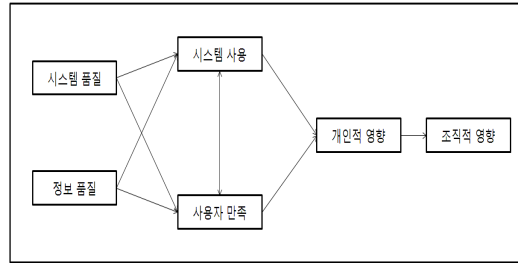 시스템 품질
정보 품질
시스템 사용
사용자 만족
개인적 영향
조직적 영향